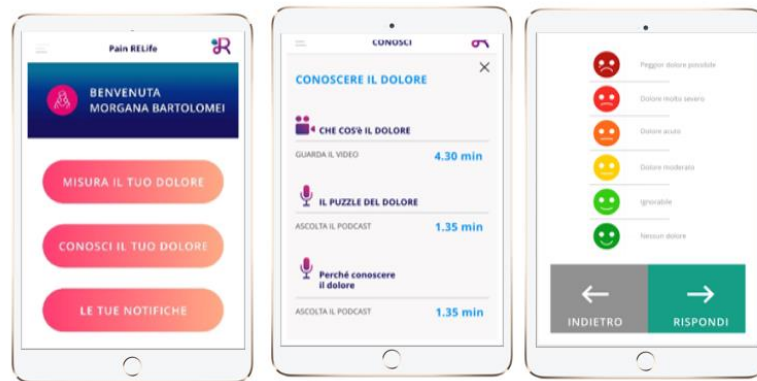 Pain RELife
BENVENUTA
MORGANA BARTOLOMEI
MISURA IL TUO DOLORE
CONOSCI IL TUO DOLORE
LE TUE NOTIFICHE
CONOSCI
CONOSCERE IL DOLORE
CHE COS'è IL DOLORE
GUARDA IL VIDEO 4.30 min
IL PUZZLE DEL DOLORE
ASCOLTA IL PODCAST 1.35 min
Perché conoscere
il dolore
ASCOLTA IL PODCAST 1.35 min
Peggior dolore possibile
Dolore molto severo
Dolore acuto
Dolore moderato
Ignorabile
Nessun dolore
INDIETRO
RISPONDI